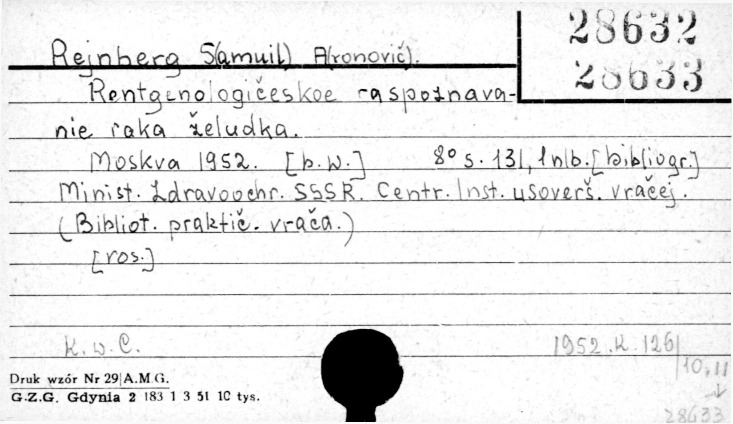 28632
28633
Rejnberg S(amuil) A(ronovič).
Rentgenologičeskoe raspoznava-
nie raka želudka.
Moskva 1952. [b.w.] 8º s. 131, 1 nlb. [bibliogr.]
Minist. Zdravoochr. SSSR. Centr. Inst. usoverš. vračej.
(Bibliot. praktič. vrača.)
[ros.]
K.w.C. 1952.K.126/
10, 11
↓
28633
Druk wzór Nr 29|A.M.G.
G.Z.G. Gdynia 2 183 1 3 51 10 tys.